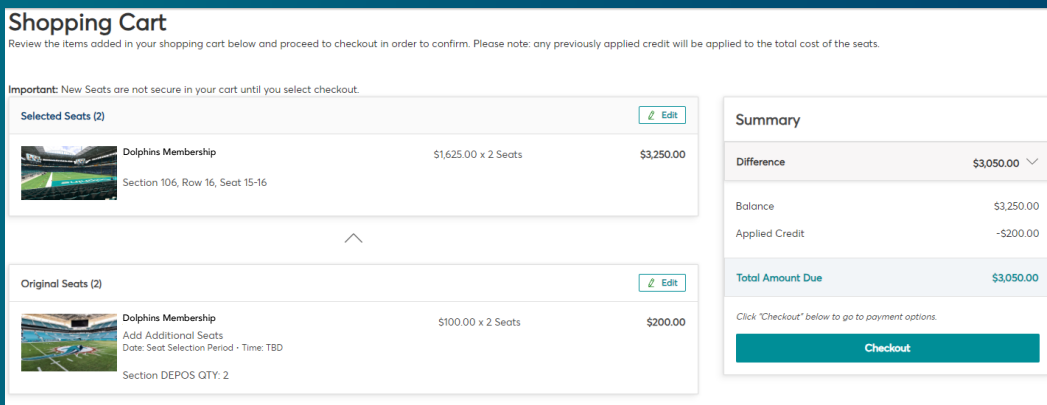 Shopping Cart
Review the items added in your shopping cart below and proceed to checkout in order to confirm. Please note: any previously applied credit will be applied to the total cost of the seats.
Important: New Seats are not secure in your cart until you select checkout.
Selected Seats (2)
Edit
Dolphins Membership
$1,625.00 x 2 Seats
$3,250.00
Section 106, Row 16, Seat 15-16
Original Seats (2)
Edit
Dolphins Membership
Add Additional Seats
Date: Seat Selection Period • Time: TBD
$100.00 x 2 Seats
$200.00
Section DEPOS QTY: 2
Summary
Difference
$3,050.00
Balance
$3,250.00
Applied Credit
-$200.00
Total Amount Due
$3,050.00
Click "Checkout" below to go to payment options.
Checkout